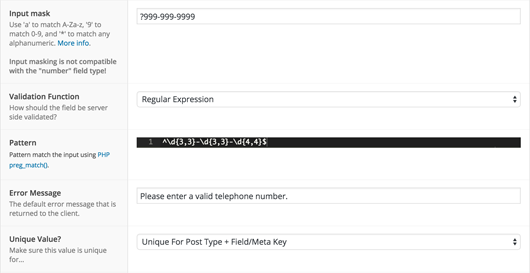 Input mask
Use 'a' to match A-Za-z, '9' to
match 0-9, and '*' to match any
alphanumeric. More info.
Input masking is not compatible
with the "number" field type!
?999-999-9999
Validation Function
How should the field be server
side validated?
Regular Expression
Pattern
Pattern match the input using PHP
preg_match().
1 ^\d{3,3}-\d{3,3}-\d{4,4}$
Error Message
The default error message that is
returned to the client.
Please enter a valid telephone number.
Unique Value?
Make sure this value is unique
for...
Unique For Post Type + Field/Meta Key